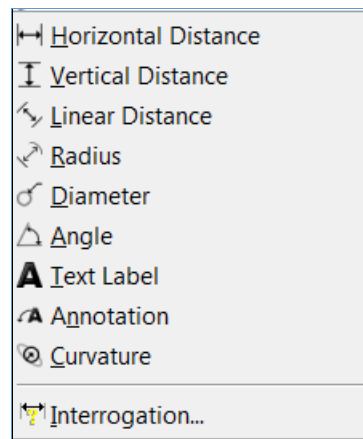 Horizontal Distance
Vertical Distance
Linear Distance
Radius
Diameter
Angle
Text Label
Annotation
Curvature
Interrogation...